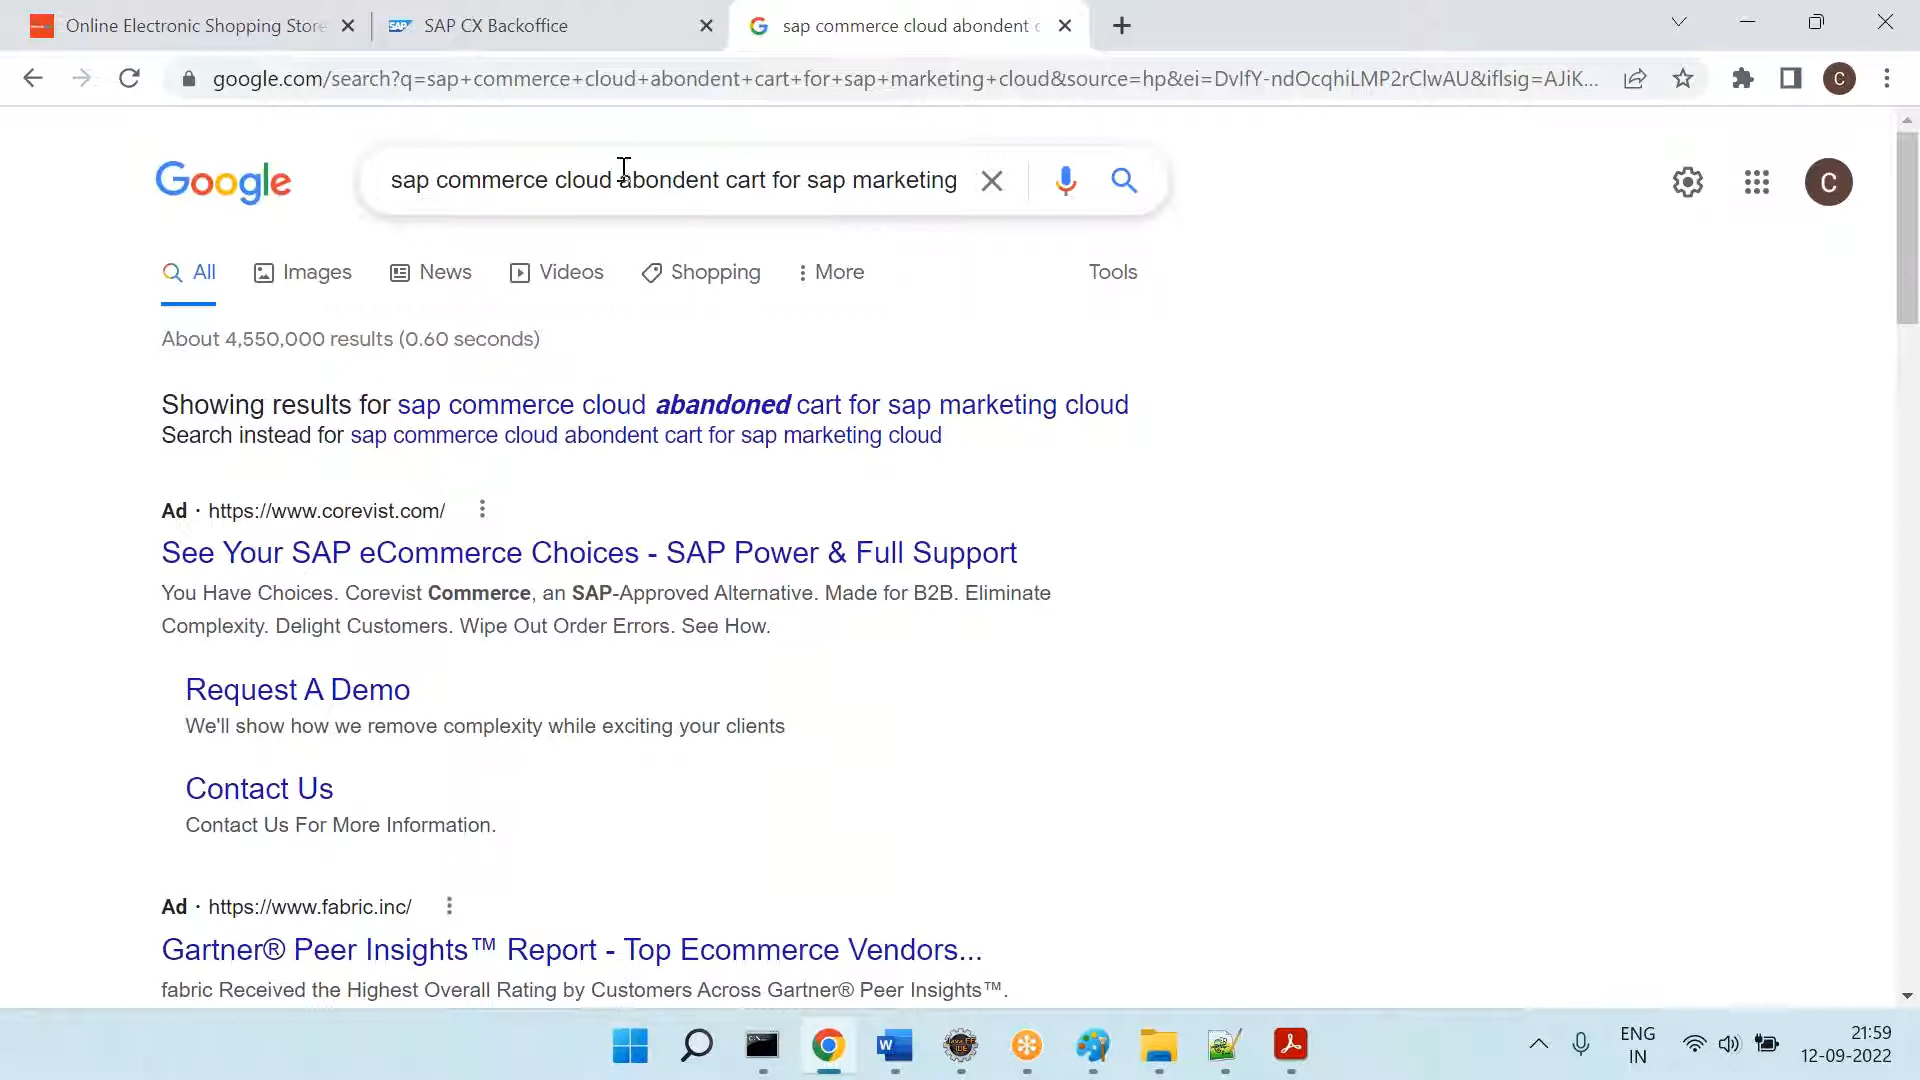 Online Electronic Shopping Store
SAP CX Backoffice
sap commerce cloud abondent c
google.com/search?q=sap+commerce+cloud+abondent+cart+for+sap+marketing+cloud&source=hp&ei=DvIfY-ndOcqhiLMP2rClwAU&iflsig=AJiK...
C
Google
sap commerce cloud abondent cart for sap marketing
C
All
Images
News
Videos
Shopping
More
Tools
About 4,550,000 results (0.60 seconds)
Showing results for sap commerce cloud abandoned cart for sap marketing cloud
Search instead for sap commerce cloud abondent cart for sap marketing cloud
Ad · https://www.corevist.com/
See Your SAP eCommerce Choices - SAP Power & Full Support
You Have Choices. Corevist Commerce, an SAP-Approved Alternative. Made for B2B. Eliminate
Complexity. Delight Customers. Wipe Out Order Errors. See How.
Request A Demo
We'll show how we remove complexity while exciting your clients
Contact Us
Contact Us For More Information.
Ad · https://www.fabric.inc/
Gartner® Peer Insights™ Report - Top Ecommerce Vendors...
fabric Received the Highest Overall Rating by Customers Across Gartner® Peer Insights™.
ENG
IN
21:59
12-09-2022